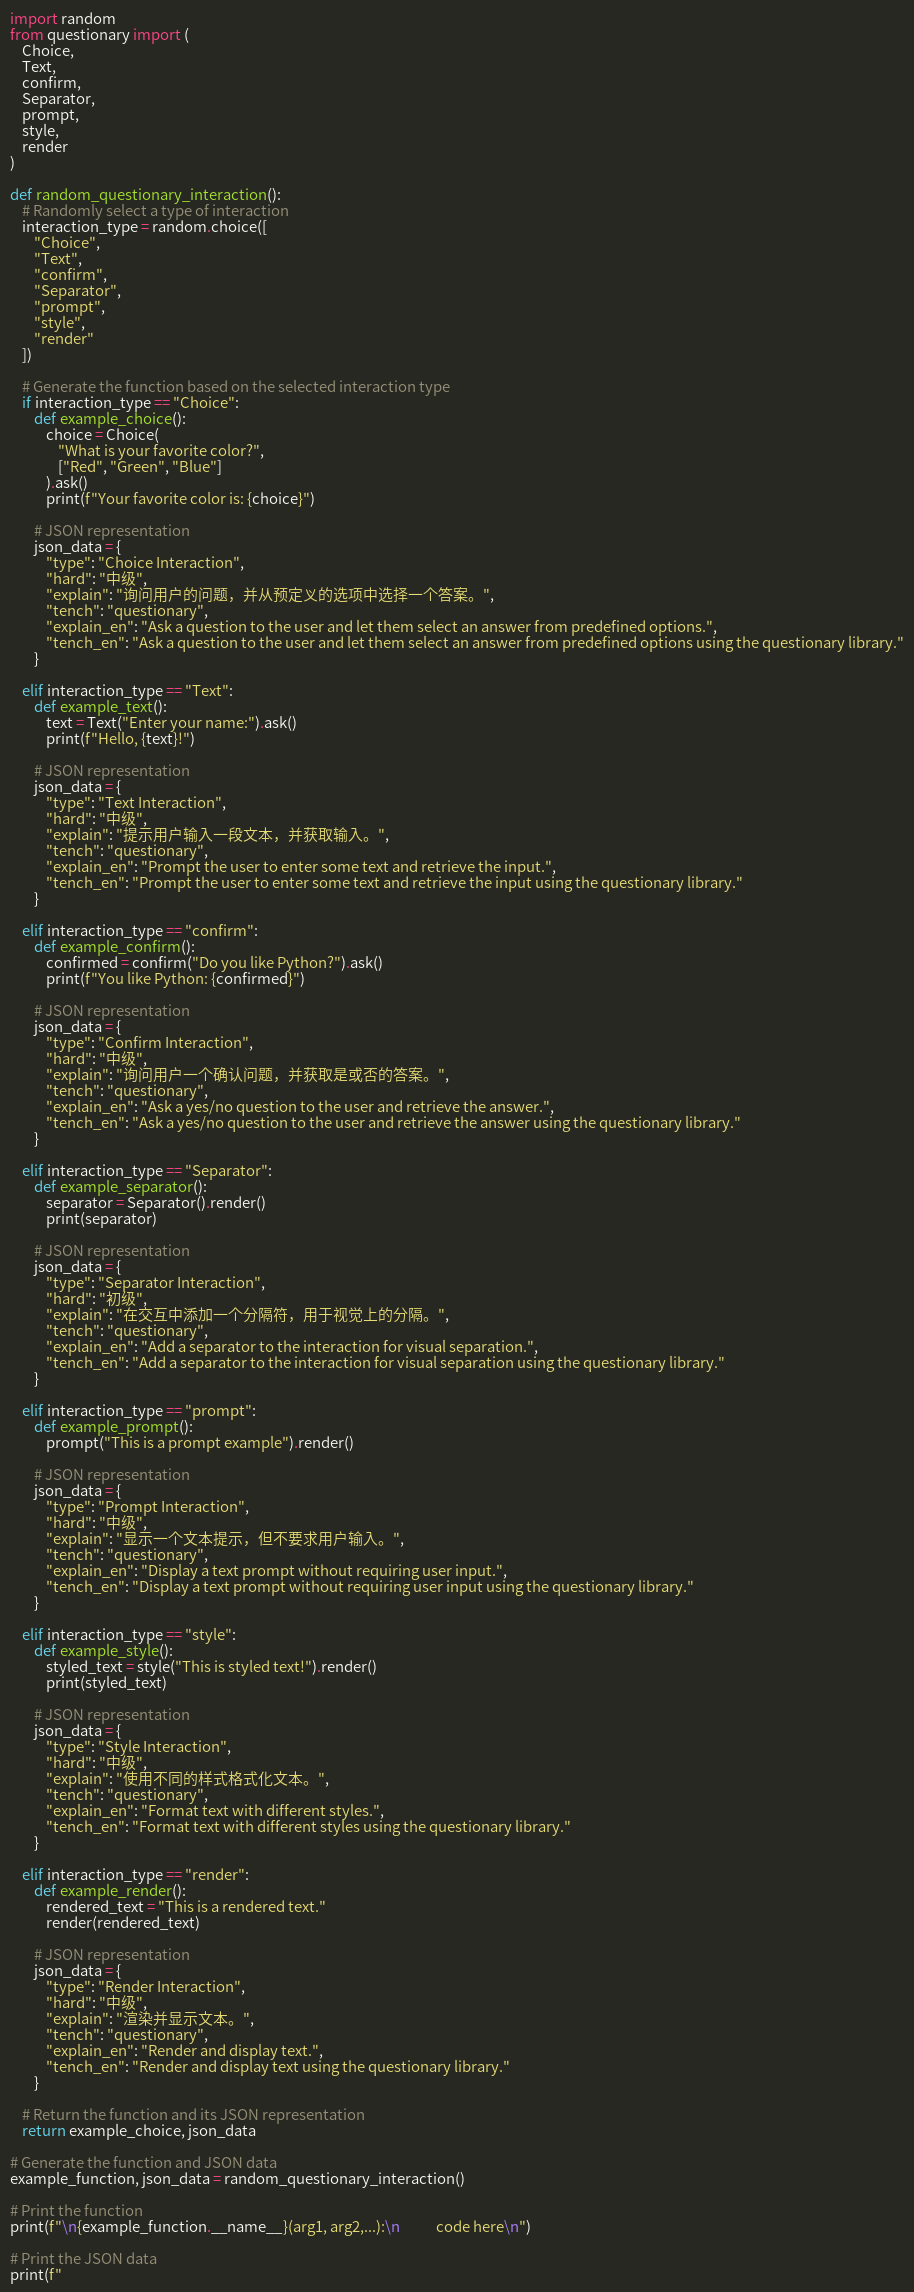 import random
from questionary import (
    Choice,
    Text,
    confirm,
    Separator,
    prompt,
    style,
    render
)

def random_questionary_interaction():
    # Randomly select a type of interaction
    interaction_type = random.choice([
        "Choice",
        "Text",
        "confirm",
        "Separator",
        "prompt",
        "style",
        "render"
    ])

    # Generate the function based on the selected interaction type
    if interaction_type == "Choice":
        def example_choice():
            choice = Choice(
                "What is your favorite color?",
                ["Red", "Green", "Blue"]
            ).ask()
            print(f"Your favorite color is: {choice}")

        # JSON representation
        json_data = {
            "type": "Choice Interaction",
            "hard": "中级",
            "explain": "询问用户的问题，并从预定义的选项中选择一个答案。",
            "tench": "questionary",
            "explain_en": "Ask a question to the user and let them select an answer from predefined options.",
            "tench_en": "Ask a question to the user and let them select an answer from predefined options using the questionary library."
        }

    elif interaction_type == "Text":
        def example_text():
            text = Text("Enter your name:").ask()
            print(f"Hello, {text}!")

        # JSON representation
        json_data = {
            "type": "Text Interaction",
            "hard": "中级",
            "explain": "提示用户输入一段文本，并获取输入。",
            "tench": "questionary",
            "explain_en": "Prompt the user to enter some text and retrieve the input.",
            "tench_en": "Prompt the user to enter some text and retrieve the input using the questionary library."
        }

    elif interaction_type == "confirm":
        def example_confirm():
            confirmed = confirm("Do you like Python?").ask()
            print(f"You like Python: {confirmed}")

        # JSON representation
        json_data = {
            "type": "Confirm Interaction",
            "hard": "中级",
            "explain": "询问用户一个确认问题，并获取是或否的答案。",
            "tench": "questionary",
            "explain_en": "Ask a yes/no question to the user and retrieve the answer.",
            "tench_en": "Ask a yes/no question to the user and retrieve the answer using the questionary library."
        }

    elif interaction_type == "Separator":
        def example_separator():
            separator = Separator().render()
            print(separator)

        # JSON representation
        json_data = {
            "type": "Separator Interaction",
            "hard": "初级",
            "explain": "在交互中添加一个分隔符，用于视觉上的分隔。",
            "tench": "questionary",
            "explain_en": "Add a separator to the interaction for visual separation.",
            "tench_en": "Add a separator to the interaction for visual separation using the questionary library."
        }

    elif interaction_type == "prompt":
        def example_prompt():
            prompt("This is a prompt example").render()

        # JSON representation
        json_data = {
            "type": "Prompt Interaction",
            "hard": "中级",
            "explain": "显示一个文本提示，但不要求用户输入。",
            "tench": "questionary",
            "explain_en": "Display a text prompt without requiring user input.",
            "tench_en": "Display a text prompt without requiring user input using the questionary library."
        }

    elif interaction_type == "style":
        def example_style():
            styled_text = style("This is styled text!").render()
            print(styled_text)

        # JSON representation
        json_data = {
            "type": "Style Interaction",
            "hard": "中级",
            "explain": "使用不同的样式格式化文本。",
            "tench": "questionary",
            "explain_en": "Format text with different styles.",
            "tench_en": "Format text with different styles using the questionary library."
        }

    elif interaction_type == "render":
        def example_render():
            rendered_text = "This is a rendered text."
            render(rendered_text)

        # JSON representation
        json_data = {
            "type": "Render Interaction",
            "hard": "中级",
            "explain": "渲染并显示文本。",
            "tench": "questionary",
            "explain_en": "Render and display text.",
            "tench_en": "Render and display text using the questionary library."
        }

    # Return the function and its JSON representation
    return example_choice, json_data

# Generate the function and JSON data
example_function, json_data = random_questionary_interaction()

# Print the function
print(f"\n{example_function.__name__}(arg1, arg2,...):\n            code here\n")

# Print the JSON data
print(f"